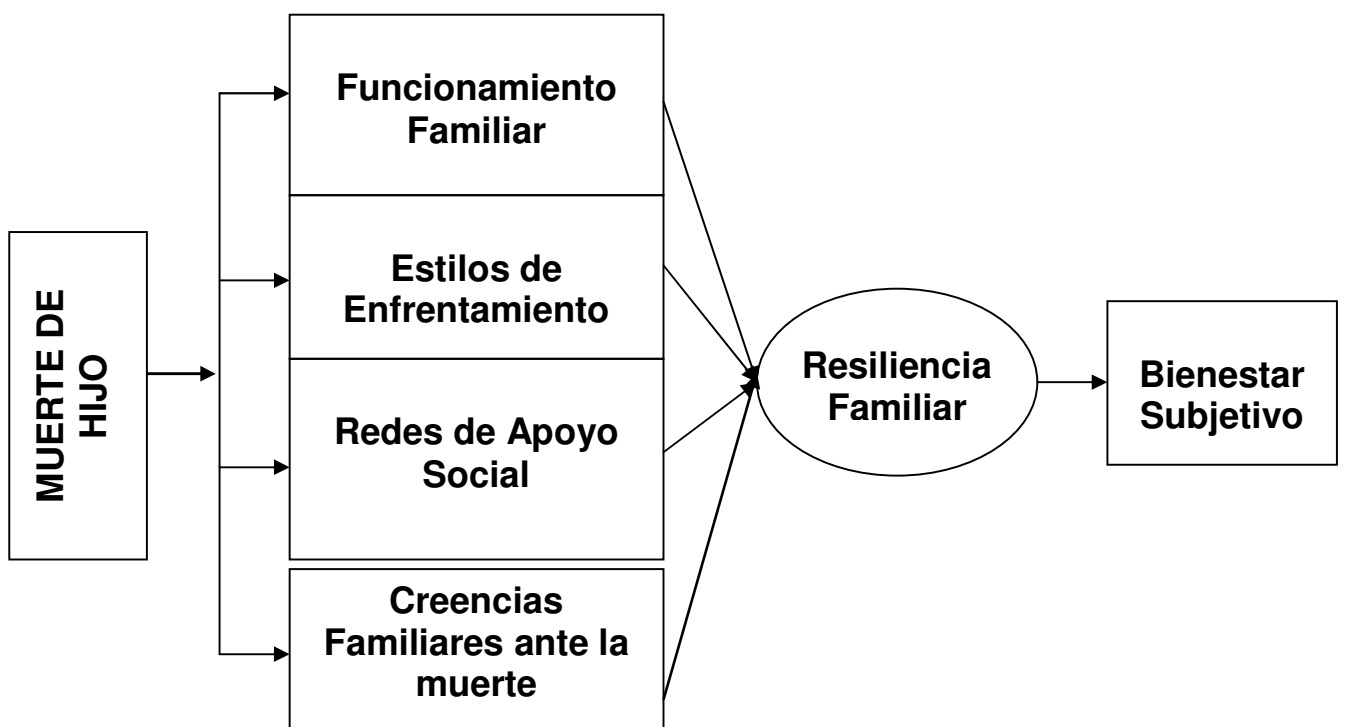 MUERTE DE
HIJO
Funcionamiento
Familiar
Estilos de
Enfrentamiento
Redes de Apoyo
Social
Creencias
Familiares ante la
muerte
Resiliencia
Familiar
Bienestar
Subjetivo